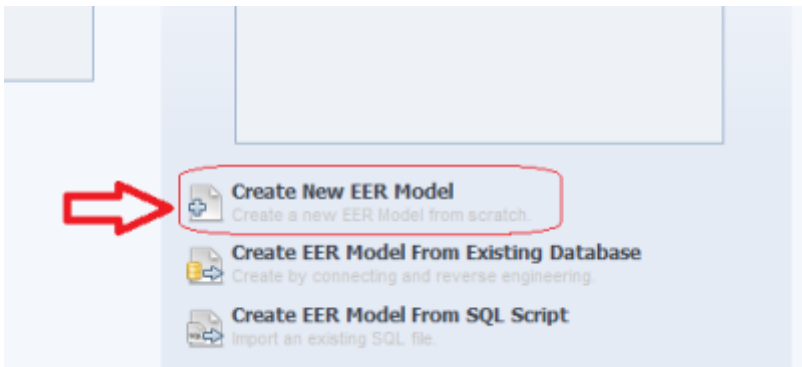 Create New EER Model
Create a new EER Model from scratch.
Create EER Model From Existing Database
Create by connecting and reverse engineering.
Create EER Model From SQL Script
Import an existing SQL file.